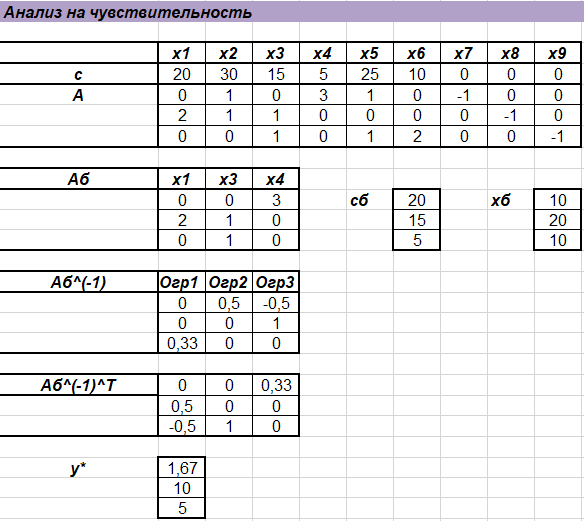 Анализ на чувствительность
x1 x2 x3 x4 x5 x6 x7 x8 x9
с 20 30 15 5 25 10 0 0 0
А 0 1 0 3 1 0 -1 0 0
2 1 1 0 0 0 0 -1 0
0 0 1 0 1 2 0 0 -1
Аб x1 x3 x4
0 0 3 сб 20 хб 10
2 1 0 15 20
0 1 0 5 10
Аб^(-1) Огр1 Огр2 Огр3
0 0,5 -0,5
0 0 1
0,33 0 0
Аб^(-1)^Т 0 0 0,33
0,5 0 0
-0,5 1 0
у* 1,67
10
5